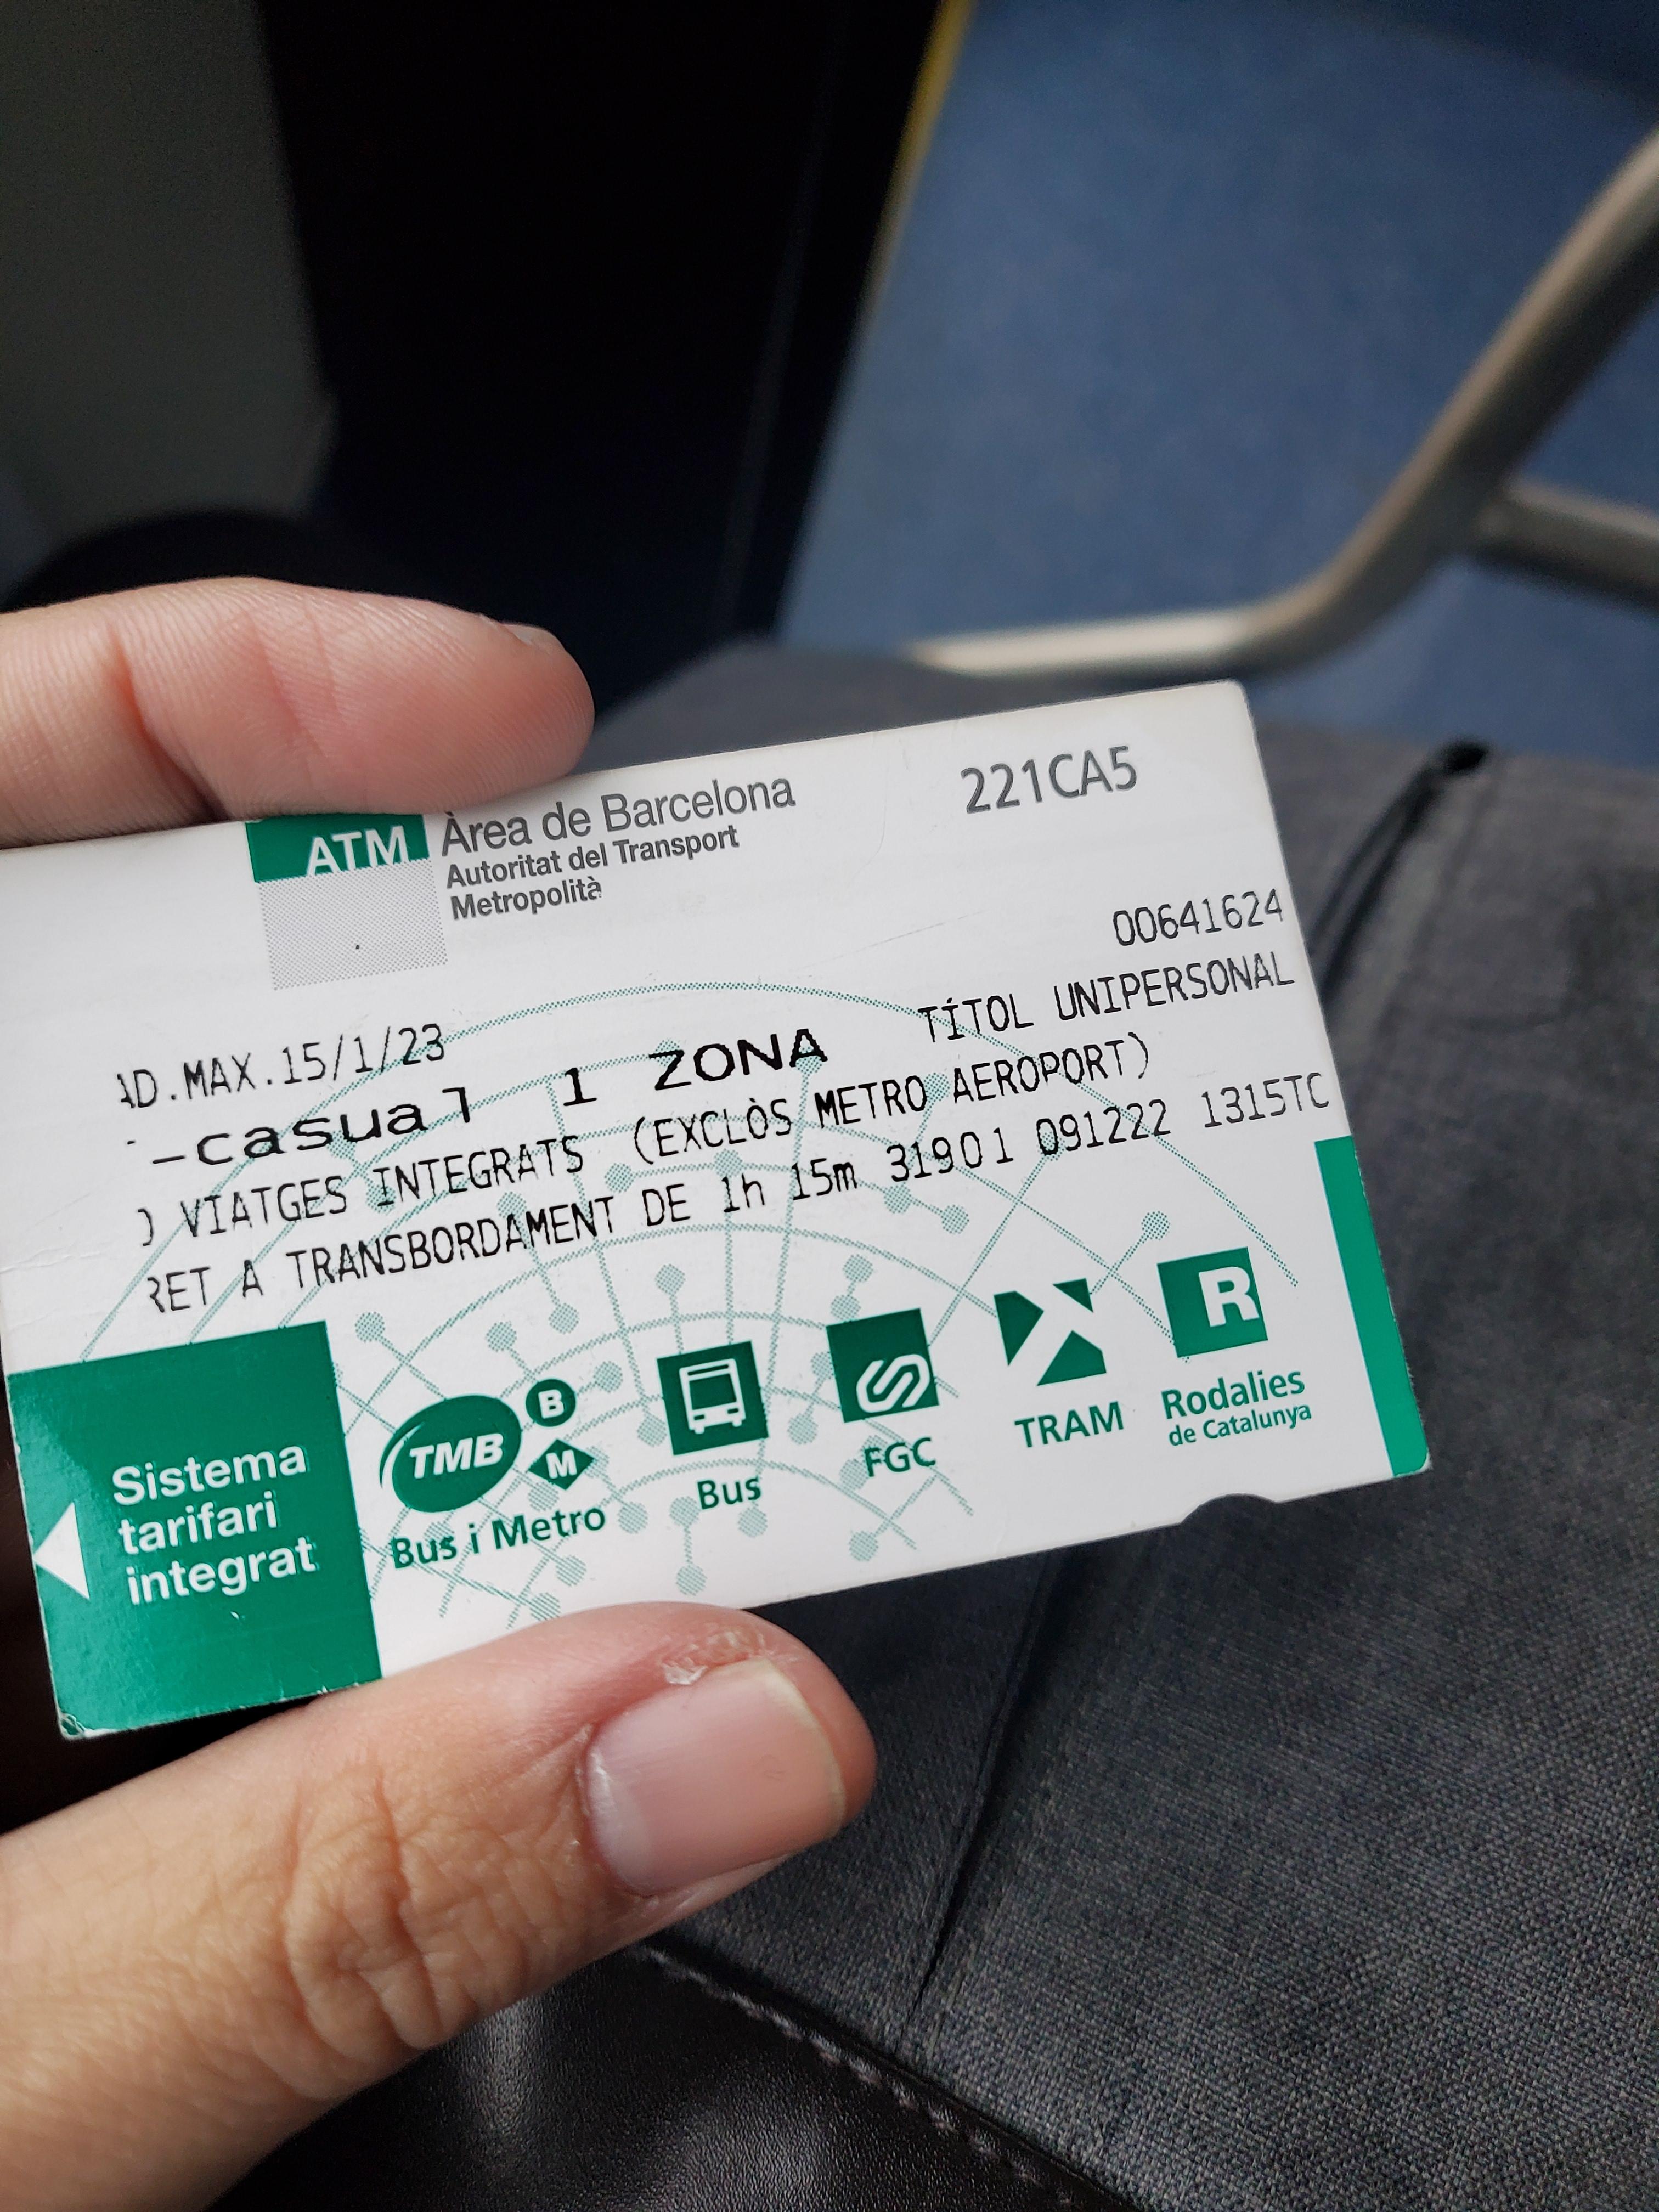 ATM Àrea de Barcelona
Autoritat del Transport
Metropolità
221CA5
00641624
MAX.15/1/23
-casual 1 ZONA TÍTOL UNIPERSONAL
VIATGES INTEGRATS (EXCLÒS METRO AEROPORT)
A TRANSBORDAMENT DE 1h 15m 31901 091222 1315TC
Sistema
tarifari
integrat
TMB B
M
Bus i Metro
Bus
FGC
TRAM
R
Rodalies
de Catalunya